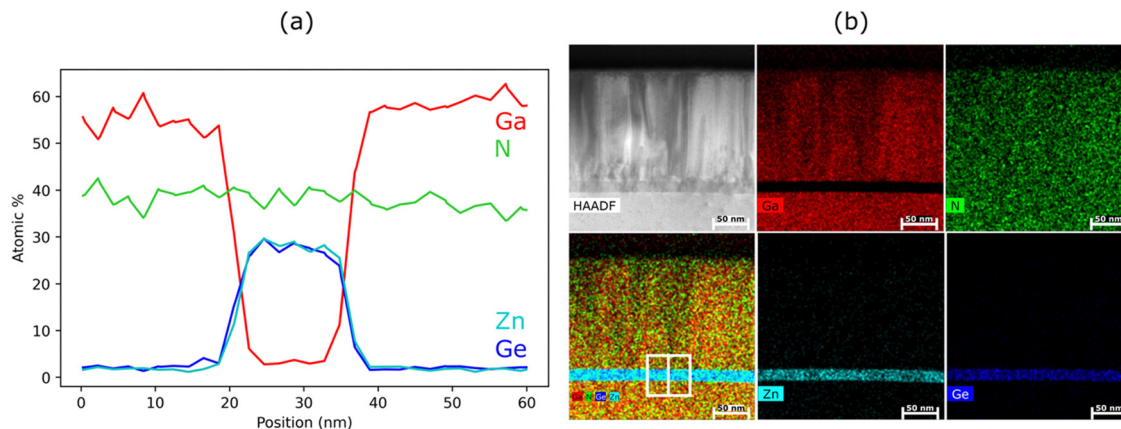 (a)
(b)
60
50
40
30
20
10
0
Atomic %
Ga
N
Zn
Ge
0 10 20 30 40 50 60
Position (nm)
HAADF
50 nm
Ga
50 nm
N
50 nm
Ga N Ge Zn
50 nm
Zn
50 nm
Ge
50 nm